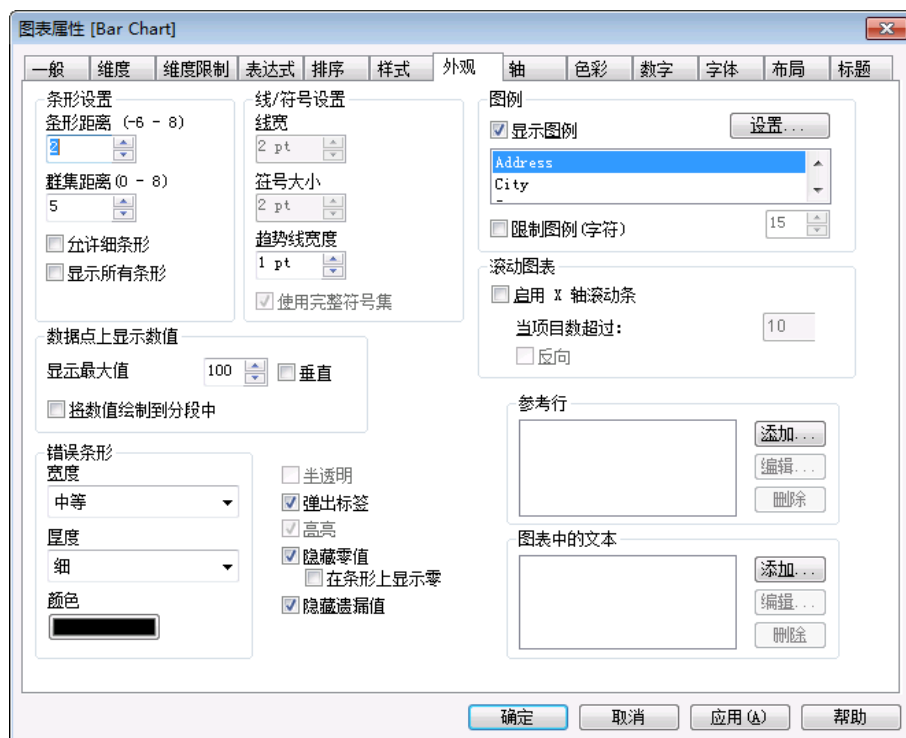 图表属性 [Bar Chart]
一般 维度 维度限制 表达式 排序 样式 外观 轴 色彩 数字 字体 布局 标题
条形设置
条形距离 (-6 - 8)
2
群集距离(0 - 8)
5
允许细条形
显示所有条形
线/符号设置
线宽
2 pt
符号大小
2 pt
趋势线宽度
1 pt
使用完整符号集
图例
显示图例
设置...
Address
City
限制图例(字符)
15
滚动图表
启用 X 轴滚动条
当项目数超过:
10
反向
数据点上显示数值
显示最大值
100
垂直
将数值绘制到分段中
错误条形
宽度
中等
厚度
细
颜色
半透明
弹出标签
高亮
隐藏零值
在条形上显示零
隐藏遗漏值
参考行
添加...
编辑...
删除
图表中的文本
添加...
编辑...
删除
确定
取消
应用(A)
帮助